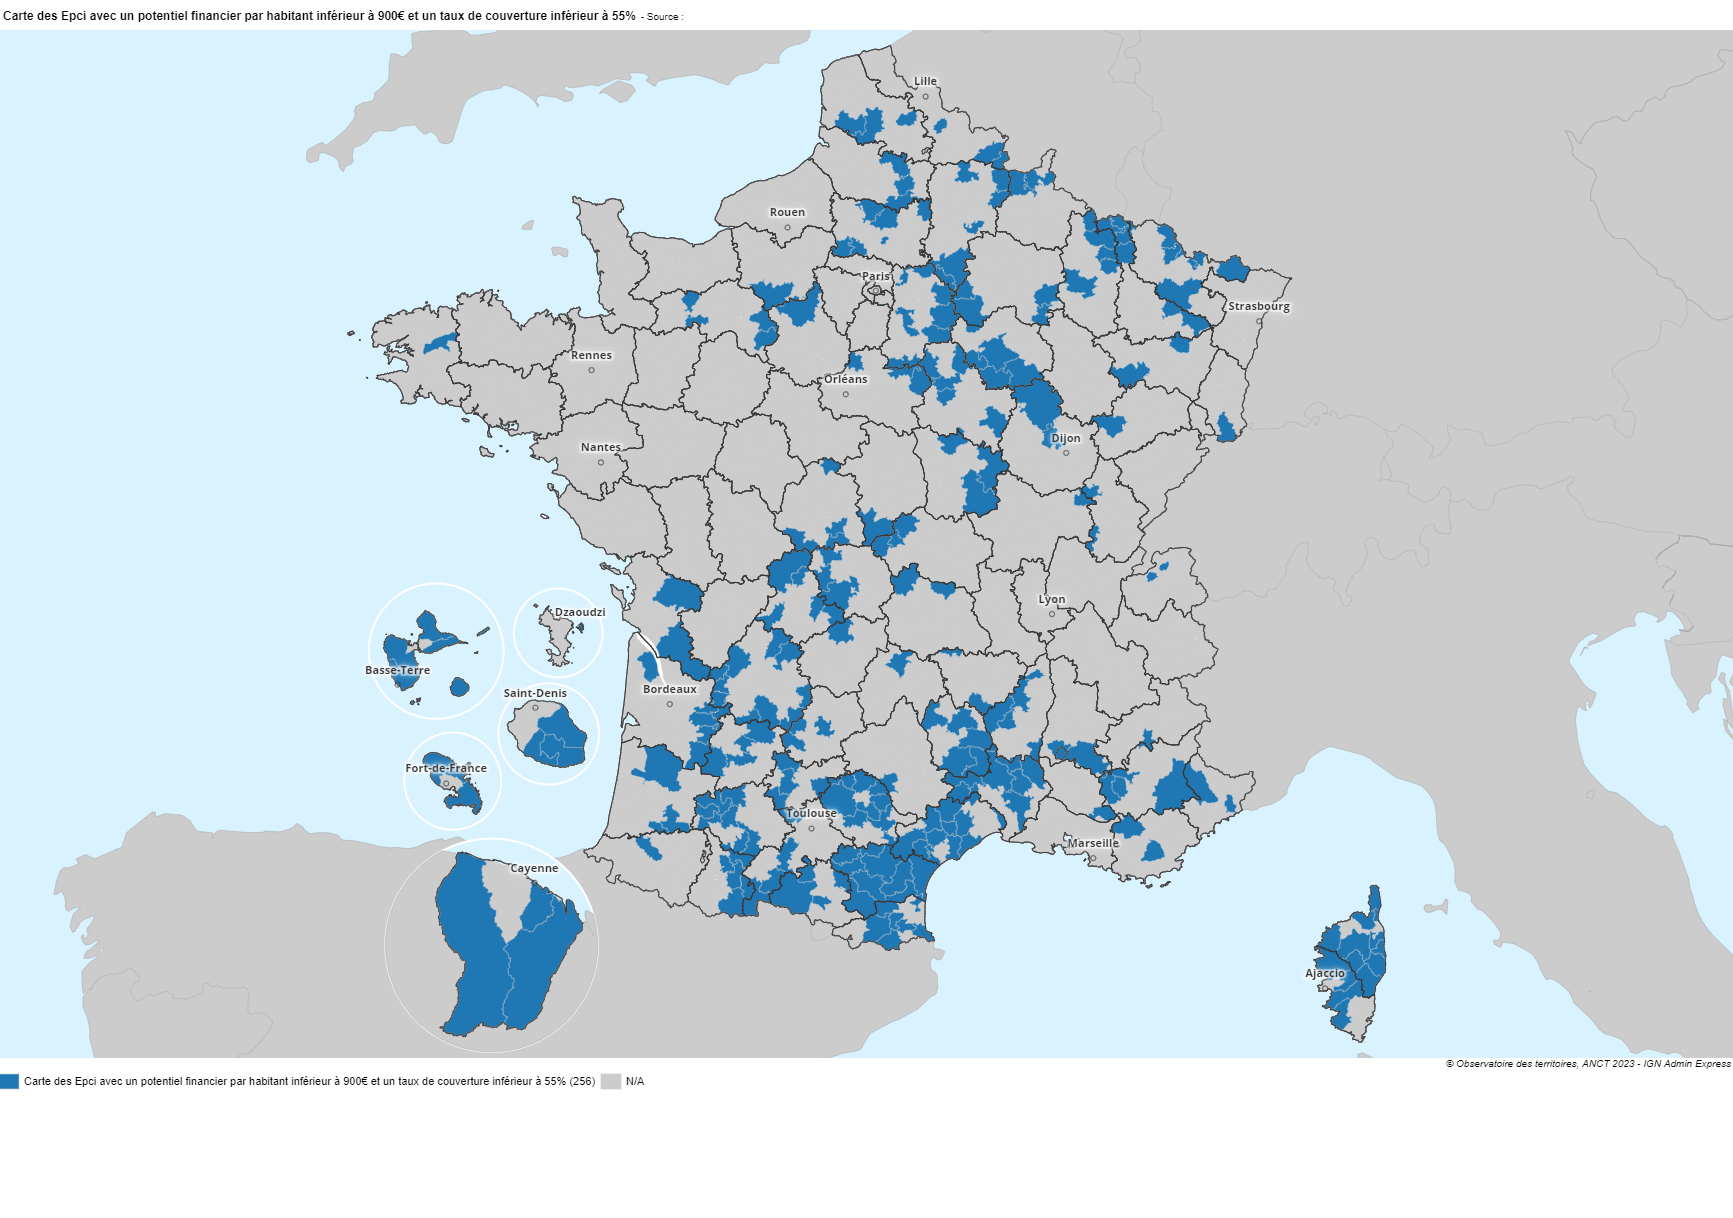 Carte des Epci avec un potentiel financier par habitant inférieur à 900€ et un taux de couverture inférieur à 55% - Source :
Lille
Rouen
Paris
Strasbourg
Rennes
Orléans
Dijon
Nantes
Lyon
Dzaoudzi
Basse-Terre
Saint-Denis
Bordeaux
Fort-de-France
Toulouse
Marseille
Cayenne
Ajaccio
© Observatoire des territoires, ANCT 2023 - IGN Admin Express
Carte des Epci avec un potentiel financier par habitant inférieur à 900€ et un taux de couverture inférieur à 55% (256) N/A